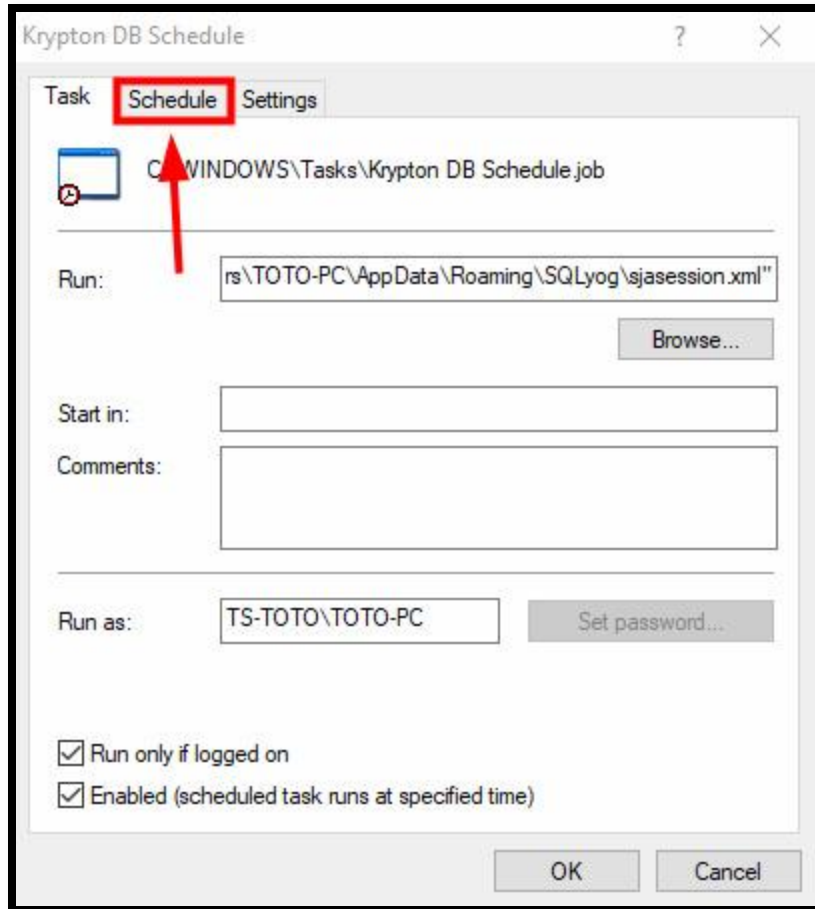 Krypton DB Schedule
Task Schedule Settings
C:\WINDOWS\Tasks\Krypton DB Schedule.job
Run: rs\TOTO-PC\AppData\Roaming\SQLyog\sjasession.xml"
Browse...
Start in:
Comments:
Run as: TS-TOTO\TOTO-PC Set password...
Run only if logged on
Enabled (scheduled task runs at specified time)
OK Cancel